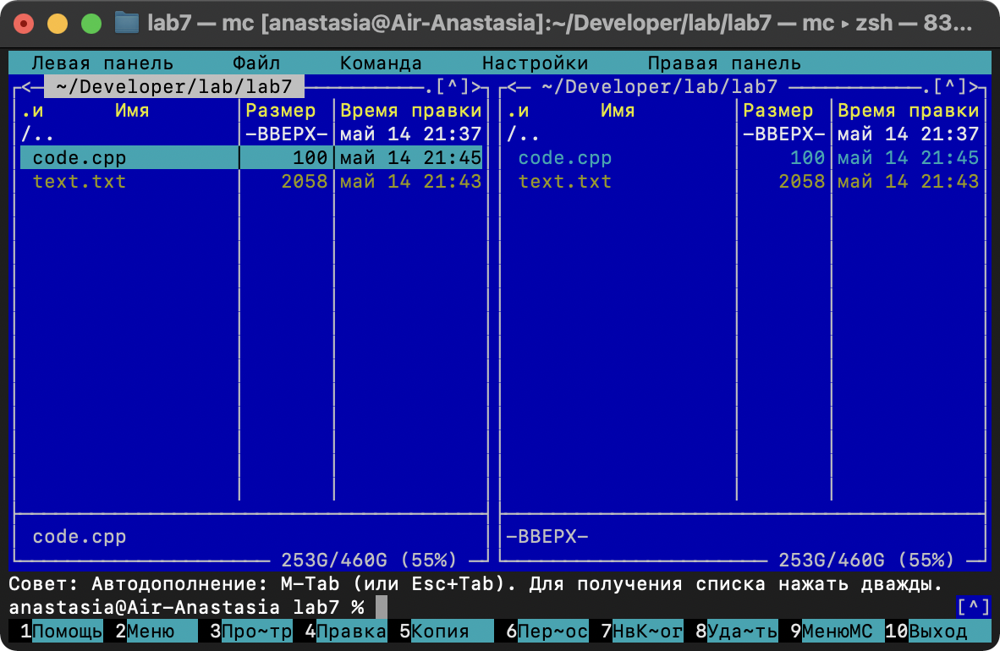 lab7 — mc [anastasia@Air-Anastasia]:~/Developer/lab/lab7 — mc ▸ zsh — 83...
Левая панель Файл Команда Настройки Правая панель
<— ~/Developer/lab/lab7 .[^]> <— ~/Developer/lab/lab7 .[^]>
.и Имя Размер Время правки .и Имя Размер Время правки
/.. —ВВЕРХ— май 14 21:37 /.. —ВВЕРХ— май 14 21:37
code.cpp 100 май 14 21:45 code.cpp 100 май 14 21:45
text.txt 2058 май 14 21:43 text.txt 2058 май 14 21:43
code.cpp —ВВЕРХ—
253G/460G (55%) 253G/460G (55%)
Совет: Автодополнение: M-Tab (или Esc+Tab). Для получения списка нажать дважды.
anastasia@Air-Anastasia lab7 % [^]
1Помощь 2Меню 3Про~тр 4Правка 5Копия 6Пер~ос 7НвК~ог 8Уда~ть 9МенюMC 10Выход